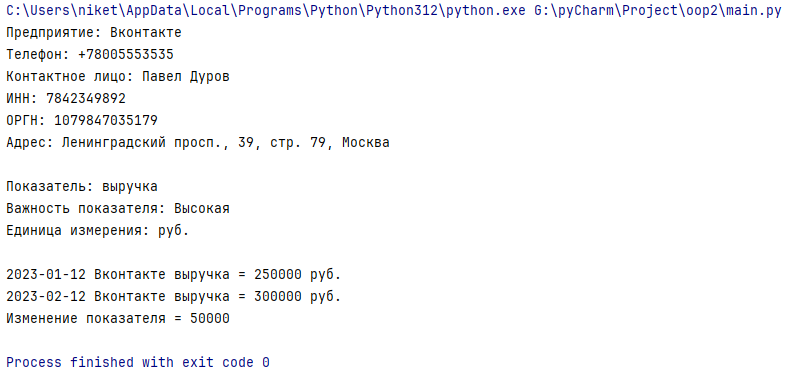 C:\Users\niket\AppData\Local\Programs\Python\Python312\python.exe G:\pyCharm\Project\oop2\main.py
Предприятие: Вконтакте
Телефон: +78005553535
Контактное лицо: Павел Дуров
ИНН: 7842349892
ОРГН: 1079847035179
Адрес: Ленинградский просп., 39, стр. 79, Москва
Показатель: выручка
Важность показателя: Высокая
Единица измерения: руб.
2023-01-12 Вконтакте выручка = 250000 руб.
2023-02-12 Вконтакте выручка = 300000 руб.
Изменение показателя = 50000
Process finished with exit code 0